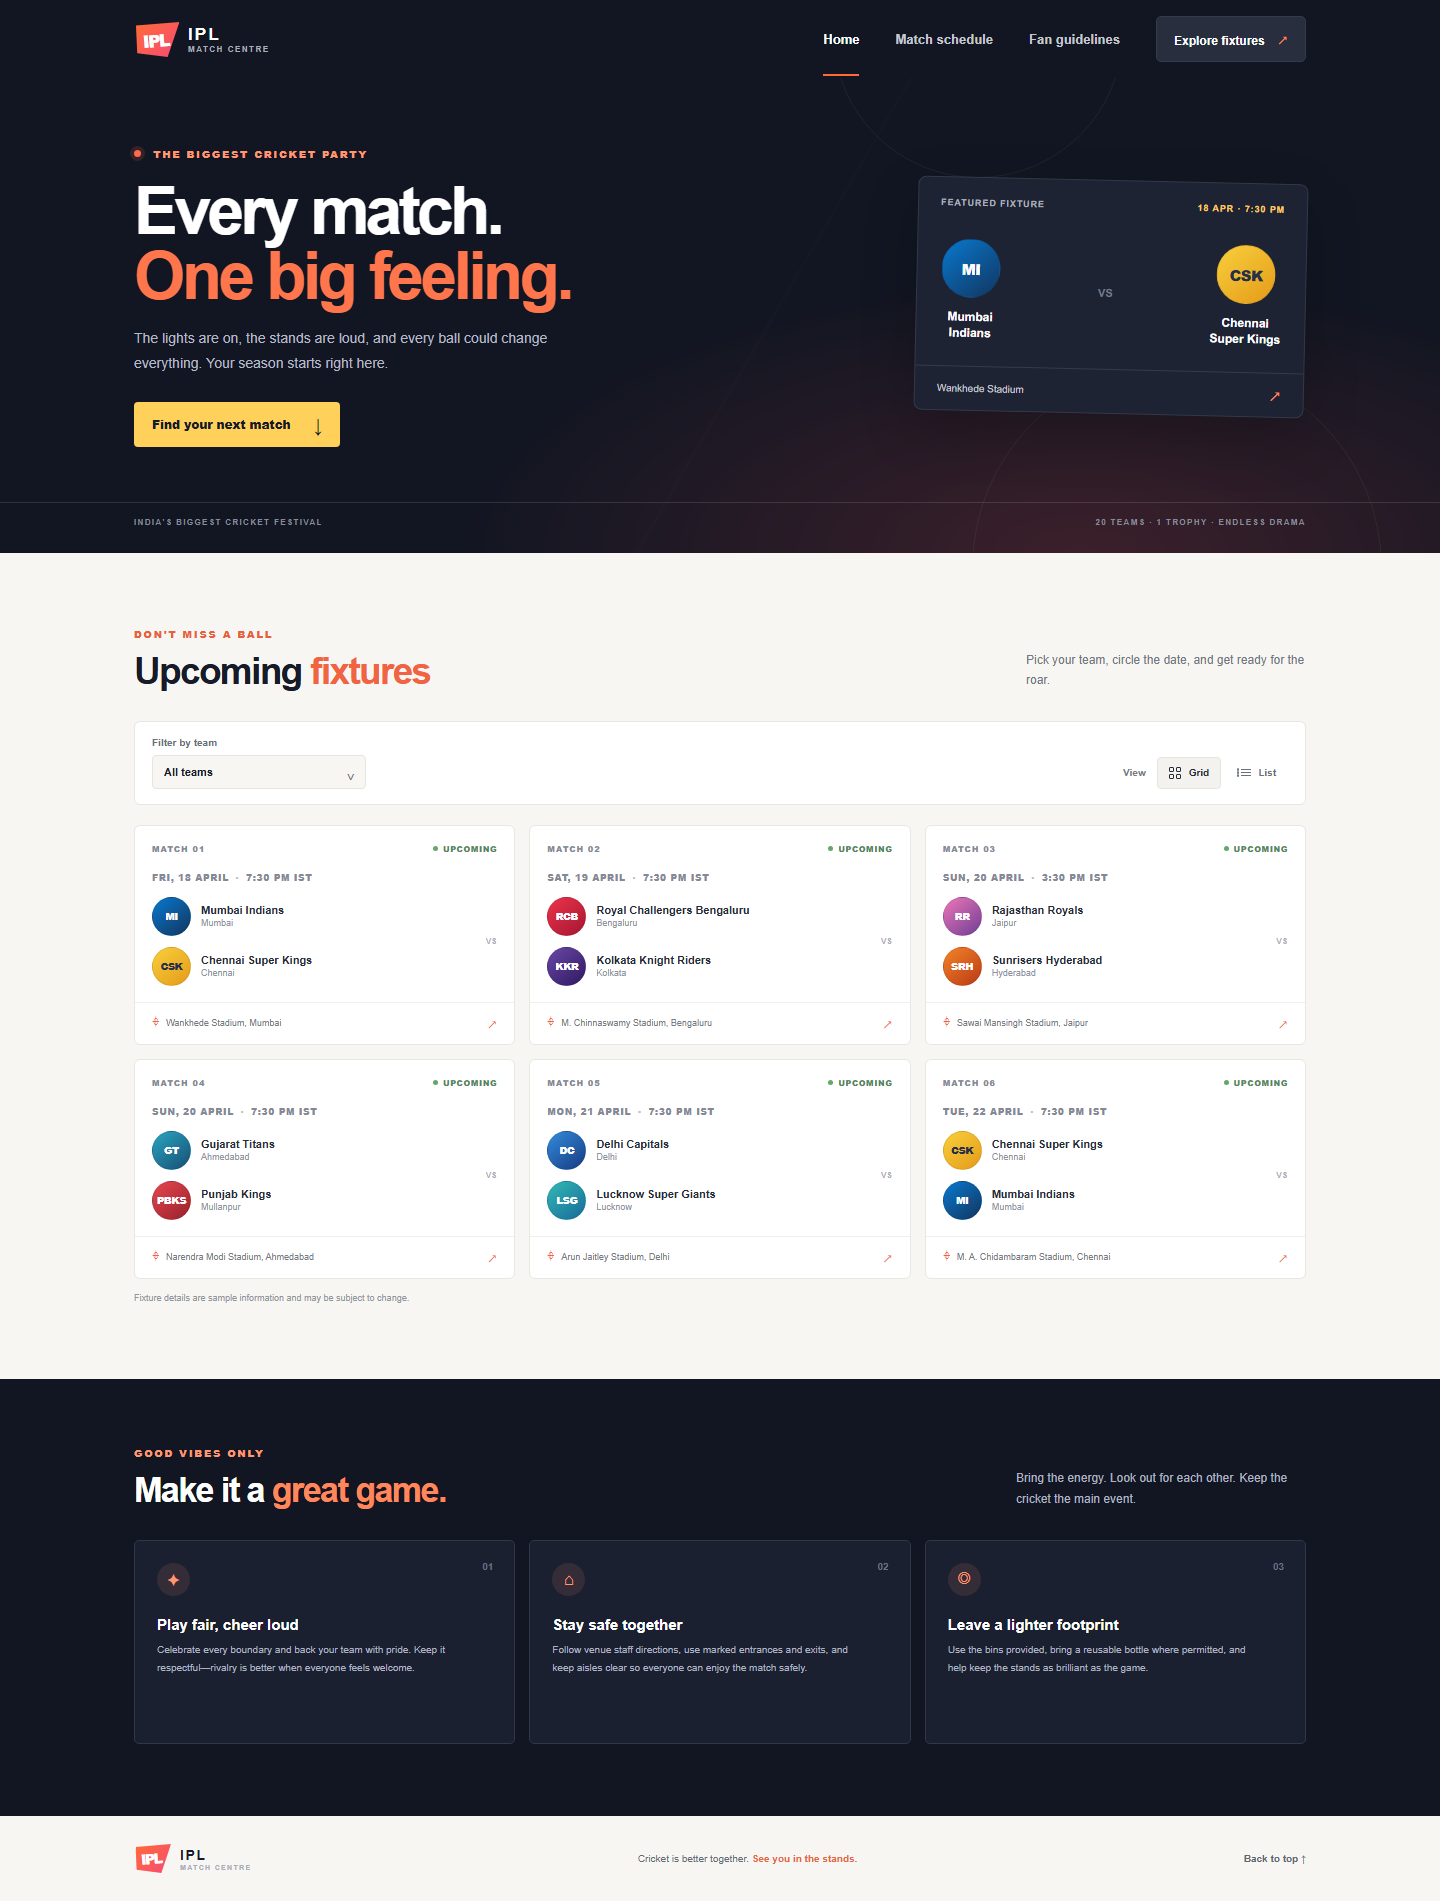 IPL
IPL
MATCH CENTRE
Home
Match schedule
Fan guidelines
Explore fixtures ↗
THE BIGGEST CRICKET PARTY
Every match.
One big feeling.
The lights are on, the stands are loud, and every ball could change
everything. Your season starts right here.
Find your next match ↓
FEATURED FIXTURE
18 APR · 7:30 PM
MI
VS
CSK
Mumbai
Indians
Chennai
Super Kings
Wankhede Stadium
↗
INDIA'S BIGGEST CRICKET FESTIVAL
20 TEAMS · 1 TROPHY · ENDLESS DRAMA
DON'T MISS A BALL
Upcoming fixtures
Pick your team, circle the date, and get ready for the
roar.
Filter by team
All teams
View
Grid
List
MATCH 01
UPCOMING
FRI, 18 APRIL · 7:30 PM IST
MI
Mumbai Indians
Mumbai
VS
CSK
Chennai Super Kings
Chennai
Wankhede Stadium, Mumbai
↗
MATCH 02
UPCOMING
SAT, 19 APRIL · 7:30 PM IST
RCB
Royal Challengers Bengaluru
Bengaluru
VS
KKR
Kolkata Knight Riders
Kolkata
M. Chinnaswamy Stadium, Bengaluru
↗
MATCH 03
UPCOMING
SUN, 20 APRIL · 3:30 PM IST
RR
Rajasthan Royals
Jaipur
VS
SRH
Sunrisers Hyderabad
Hyderabad
Sawai Mansingh Stadium, Jaipur
↗
MATCH 04
UPCOMING
SUN, 20 APRIL · 7:30 PM IST
GT
Gujarat Titans
Ahmedabad
VS
PBKS
Punjab Kings
Mullanpur
Narendra Modi Stadium, Ahmedabad
↗
MATCH 05
UPCOMING
MON, 21 APRIL · 7:30 PM IST
DC
Delhi Capitals
Delhi
VS
LSG
Lucknow Super Giants
Lucknow
Arun Jaitley Stadium, Delhi
↗
MATCH 06
UPCOMING
TUE, 22 APRIL · 7:30 PM IST
CSK
Chennai Super Kings
Chennai
VS
MI
Mumbai Indians
Mumbai
M. A. Chidambaram Stadium, Chennai
↗
Fixture details are sample information and may be subject to change.
GOOD VIBES ONLY
Make it a great game.
Bring the energy. Look out for each other. Keep the
cricket the main event.
01
Play fair, cheer loud
Celebrate every boundary and back your team with pride. Keep it
respectful—rivalry is better when everyone feels welcome.
02
Stay safe together
Follow venue staff directions, use marked entrances and exits, and
keep aisles clear so everyone can enjoy the match safely.
03
Leave a lighter footprint
Use the bins provided, bring a reusable bottle where permitted, and
help keep the stands as brilliant as the game.
IPL
IPL
MATCH CENTRE
Cricket is better together. See you in the stands.
Back to top ↑